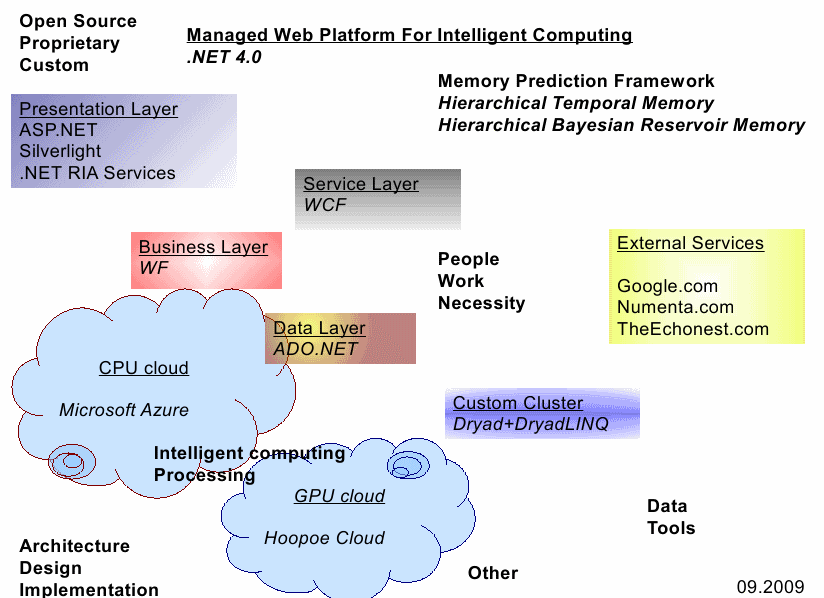 Open Source
Proprietary
Custom
Managed Web Platform For Intelligent Computing
.NET 4.0
Memory Prediction Framework
Hierarchical Temporal Memory
Hierarchical Bayesian Reservoir Memory
Presentation Layer
ASP.NET
Silverlight
.NET RIA Services
Service Layer
WCF
Business Layer
WF
People
Work
Necessity
External Services
Google.com
Numenta.com
TheEchonest.com
Data Layer
ADO.NET
CPU cloud
Microsoft Azure
Custom Cluster
Dryad+DryadLINQ
Intelligent computing
Processing
GPU cloud
Hoopoe Cloud
Data
Tools
Architecture
Design
Implementation
Other
09.2009